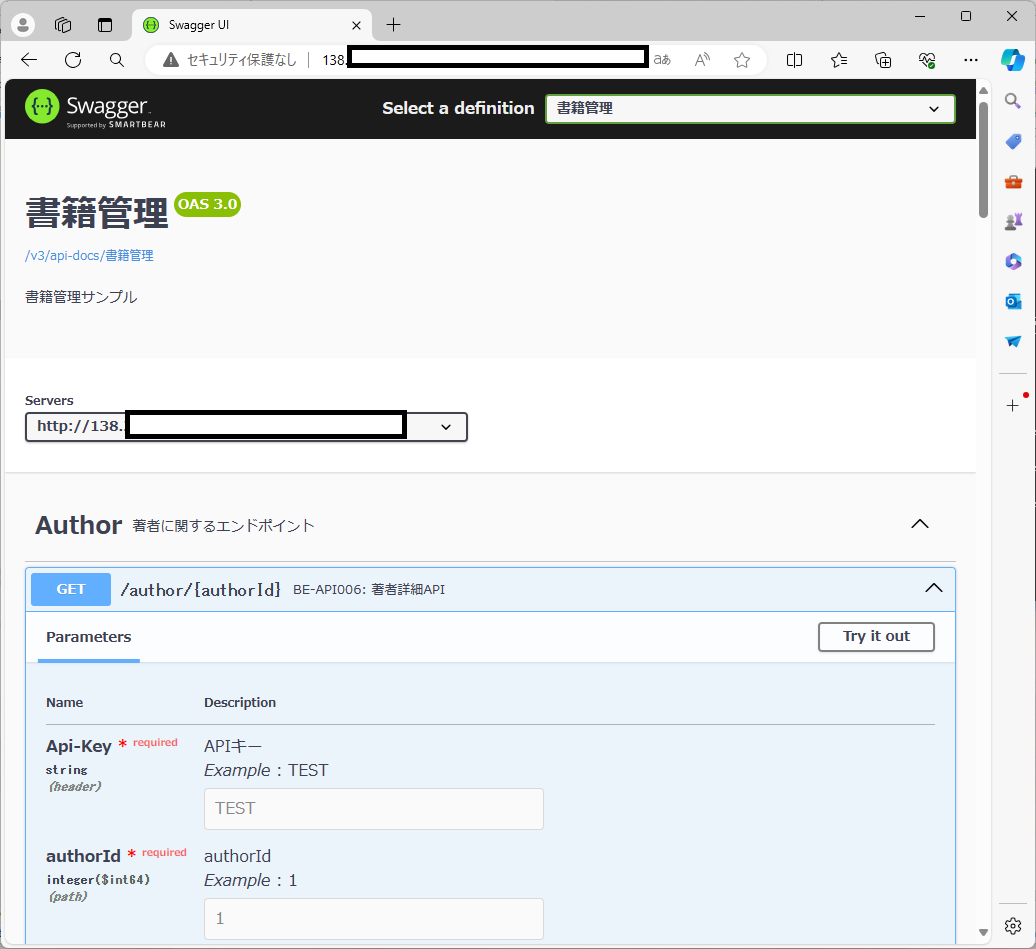 Swagger UI
セキュリティ保護なし 138.
aあ
Swagger
Supported by SMARTBEAR
Select a definition
書籍管理
書籍管理 OAS 3.0
/v3/api-docs/書籍管理
書籍管理サンプル
Servers
http://138.
Author 著者に関するエンドポイント
GET /author/{authorId} BE-API006: 著者詳細API
Parameters Try it out
Name Description
Api-Key * required APIキー
string Example : TEST
(header)
TEST
authorId * required authorId
integer($int64) Example : 1
(path)
1